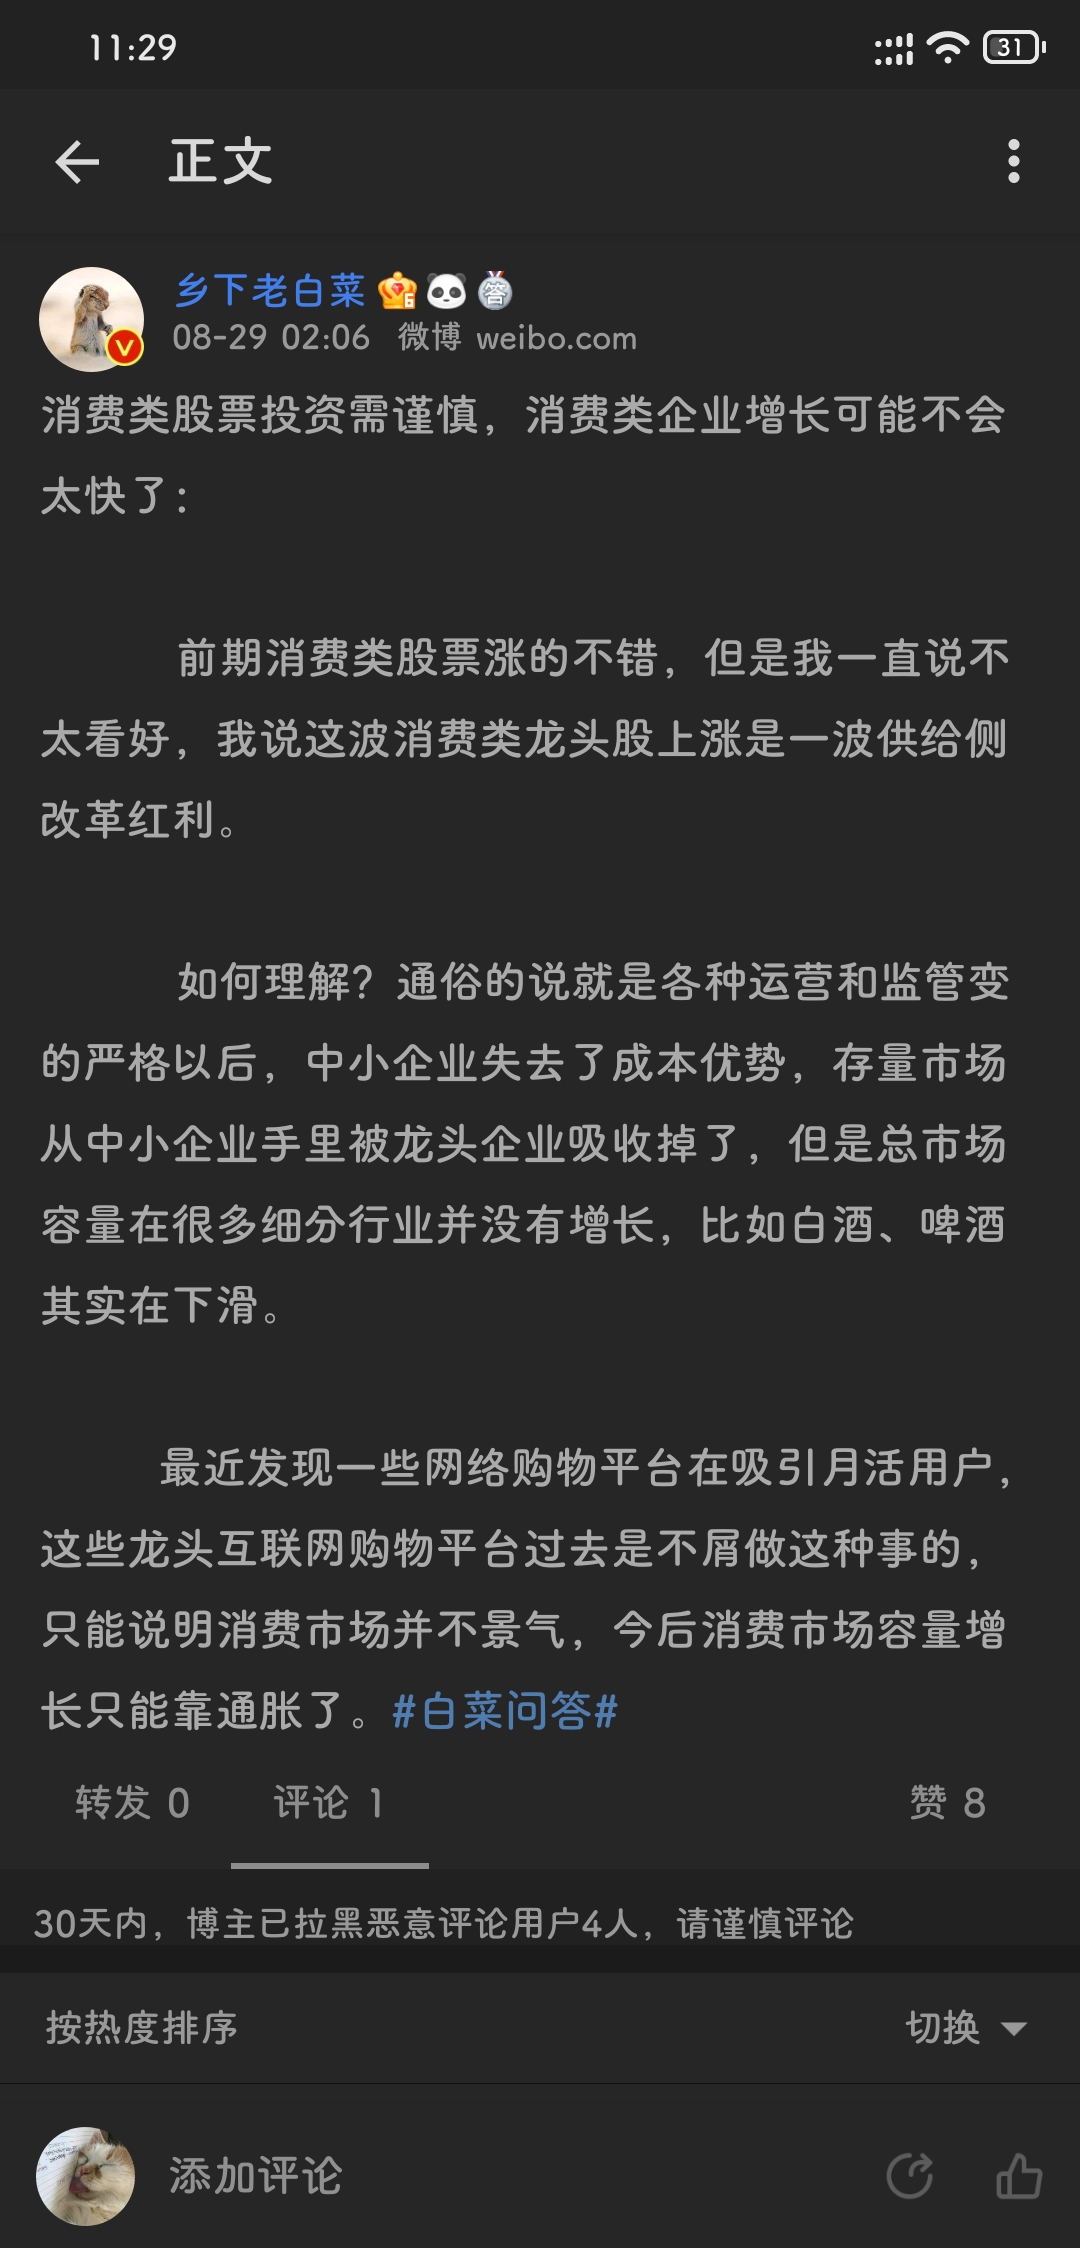 11:29
31
正文
乡下老白菜 6 答
08-29 02:06 微博 weibo.com
消费类股票投资需谨慎，消费类企业增长可能不会
太快了：
前期消费类股票涨的不错，但是我一直说不
太看好，我说这波消费类龙头股上涨是一波供给侧
改革红利。
如何理解？通俗的说就是各种运营和监管变
的严格以后，中小企业失去了成本优势，存量市场
从中小企业手里被龙头企业吸收掉了，但是总市场
容量在很多细分行业并没有增长，比如白酒、啤酒
其实在下滑。
最近发现一些网络购物平台在吸引月活用户，
这些龙头互联网购物平台过去是不屑做这种事的，
只能说明消费市场并不景气，今后消费市场容量增
长只能靠通胀了。#白菜问答#
转发 0 评论 1 赞 8
30天内，博主已拉黑恶意评论用户4人，请谨慎评论
按热度排序 切换
添加评论